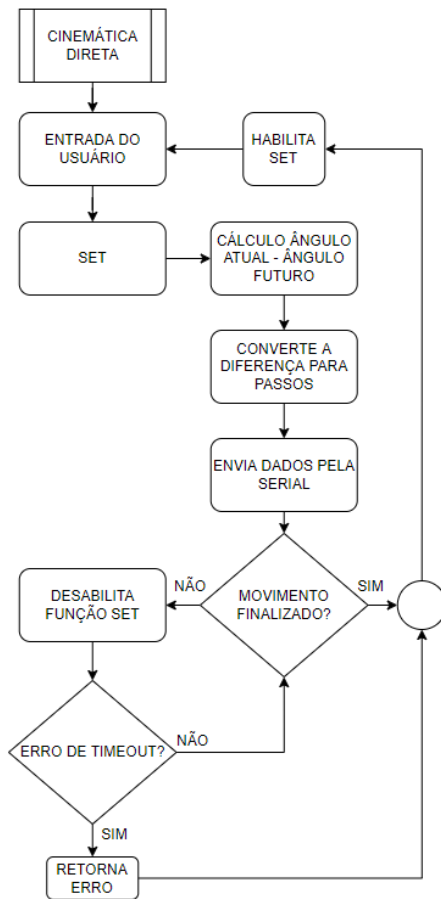 CINEMÁTICA
DIRETA
ENTRADA DO
USUÁRIO
HABILITA
SET
SET
CÁLCULO ÂNGULO
ATUAL - ÂNGULO
FUTURO
CONVERTE A
DIFERENÇA PARA
PASSOS
ENVIA DADOS PELA
SERIAL
MOVIMENTO
FINALIZADO?
NÃO
SIM
DESABILITA
FUNÇÃO SET
ERRO DE TIMEOUT?
NÃO
SIM
RETORNA
ERRO